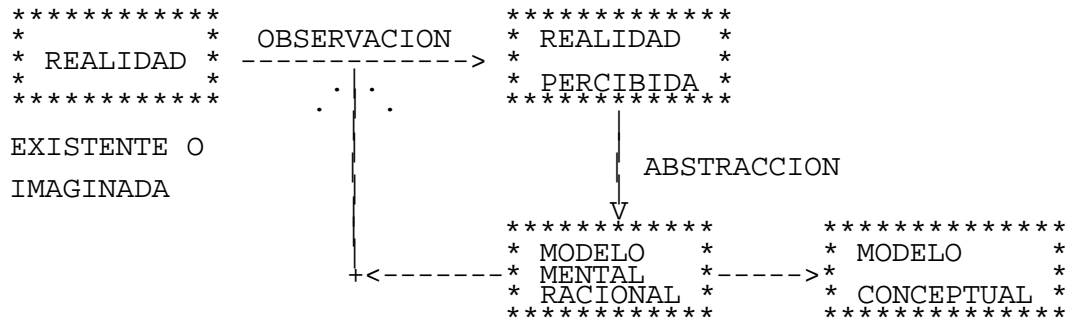 REALIDAD
OBSERVACION
REALIDAD
PERCIBIDA
EXISTENTE O
IMAGINADA
ABSTRACCION
MODELO
MENTAL
RACIONAL
MODELO
CONCEPTUAL